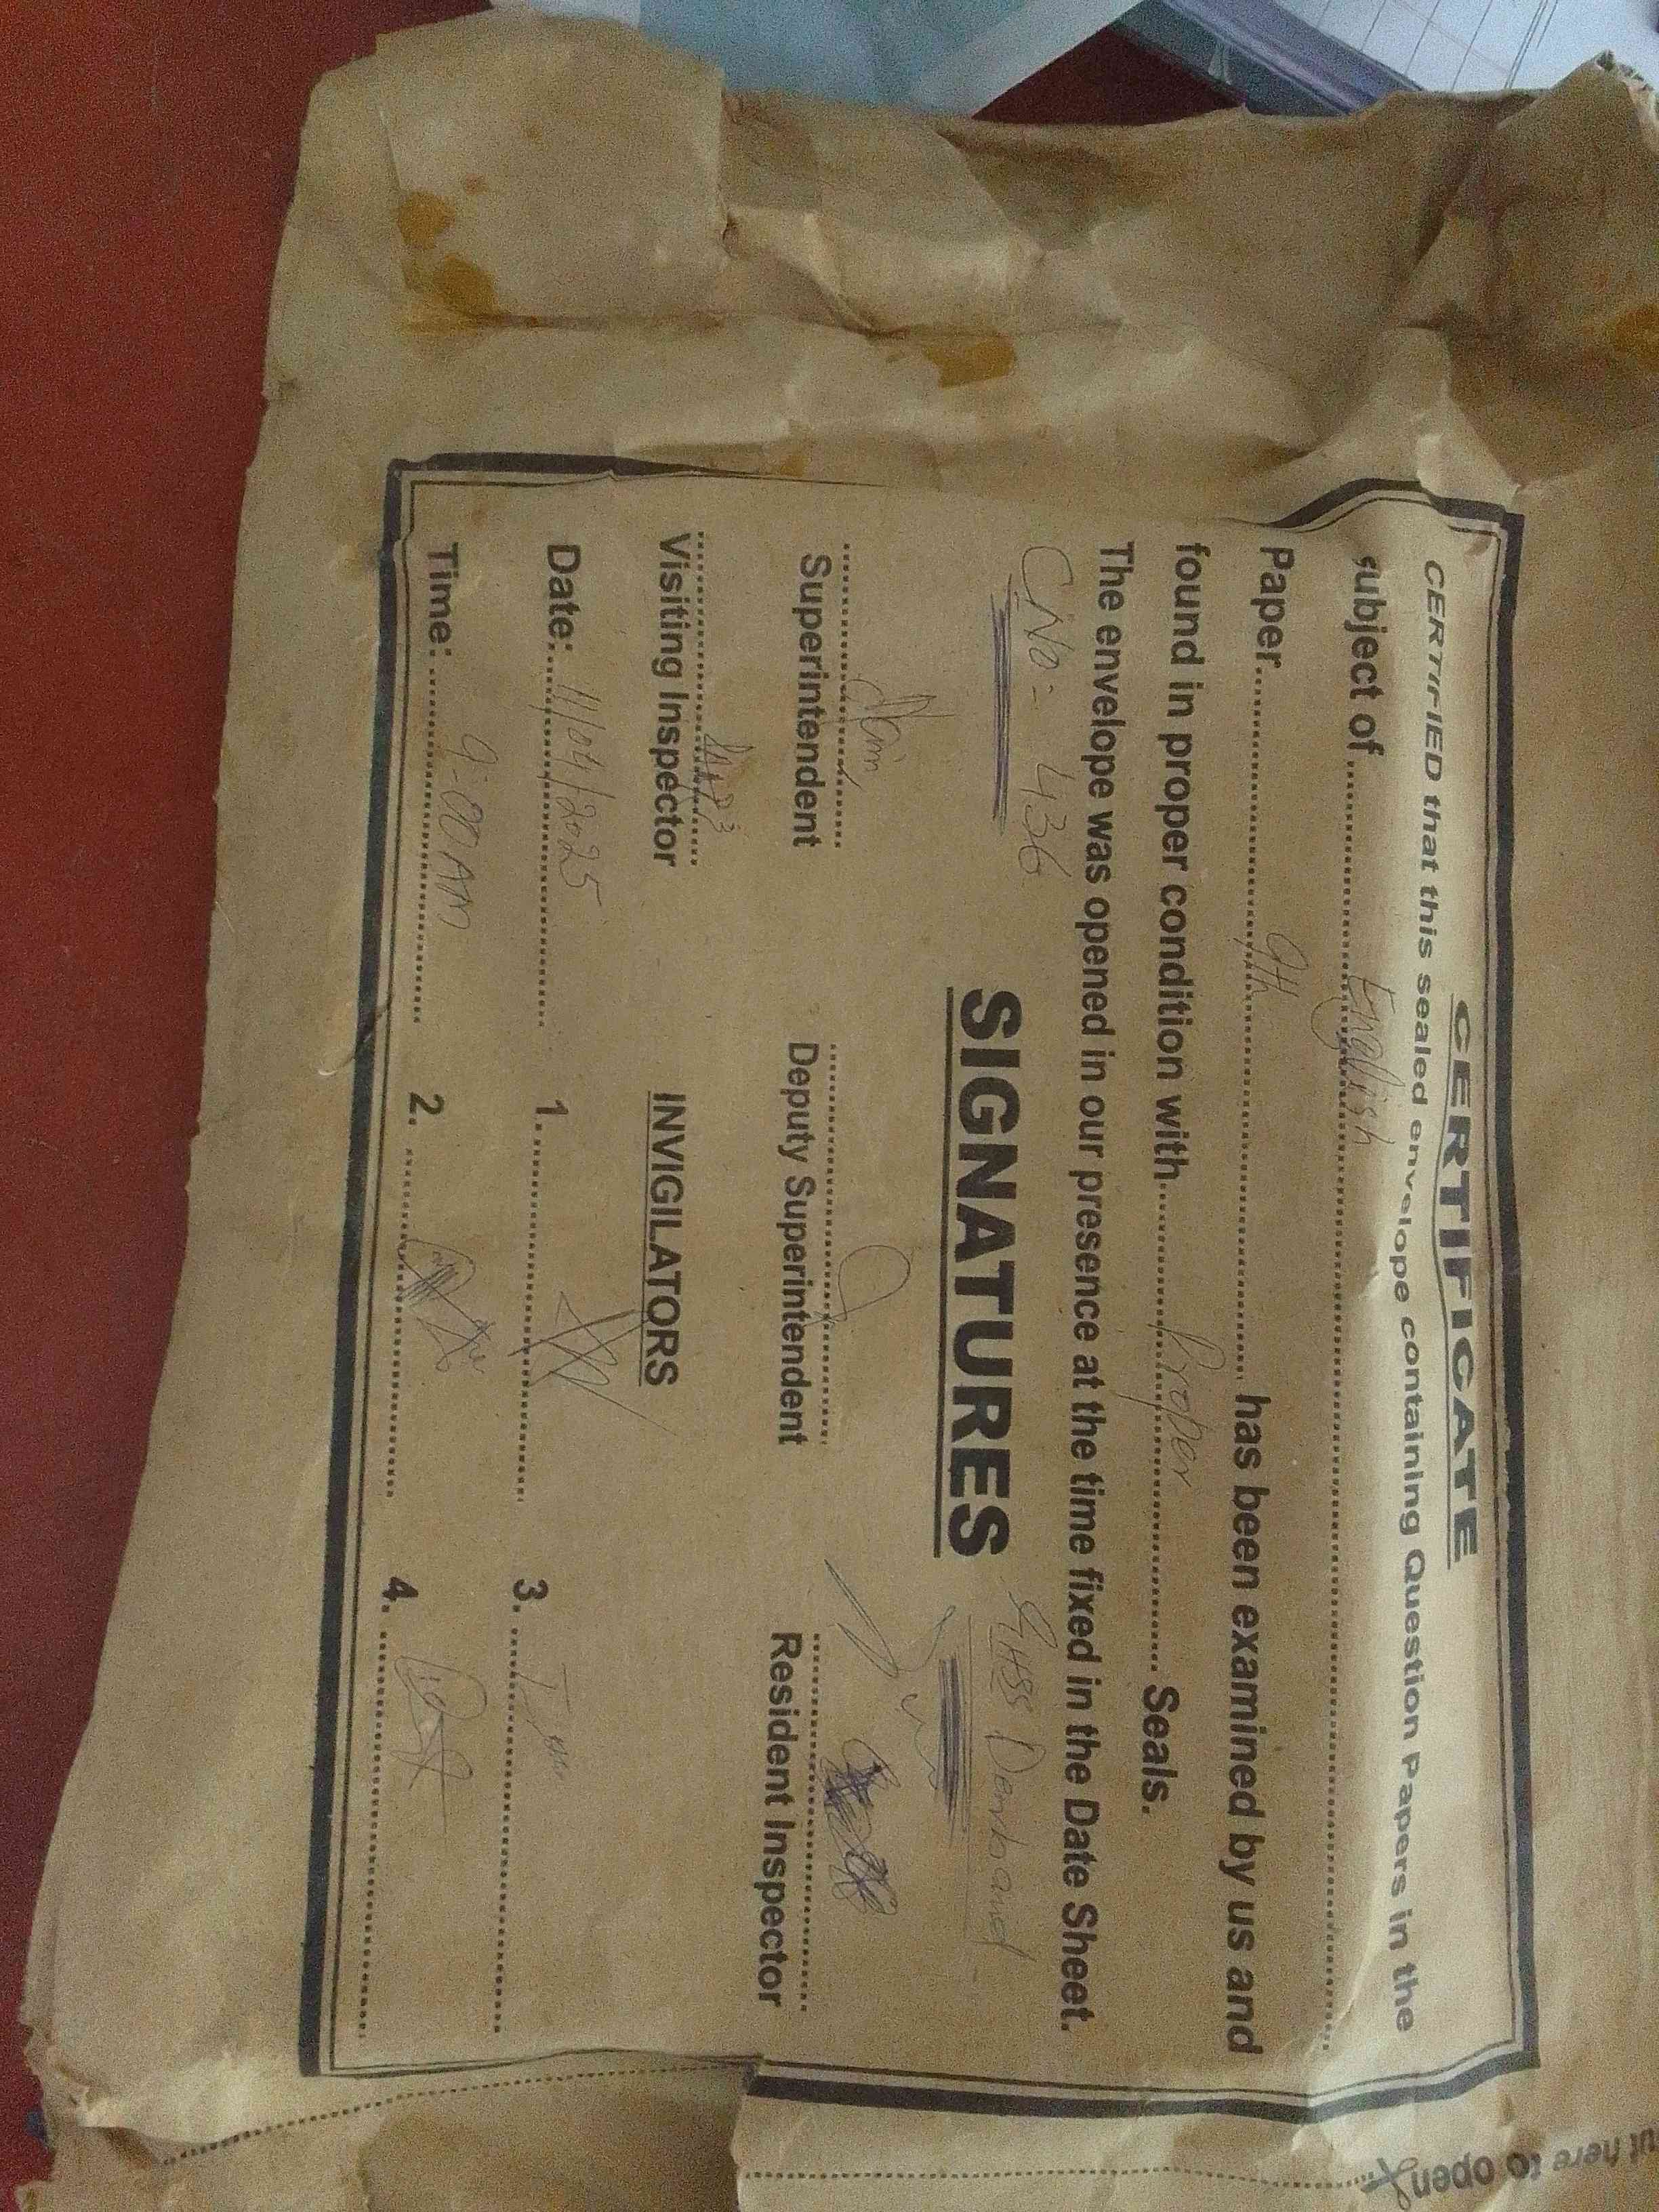 CERTIFICATE
CERTIFIED that this sealed envelope containing Question Papers in the
subject of........English........
Paper........9th........ has been examined by us and
found in proper condition with........Proper........ Seals.
The envelope was opened in our presence at the time fixed in the Date Sheet.
C.No - 436
SIGNATURES
Superintendent Deputy Superintendent Resident Inspector
Visiting Inspector INVIGILATORS
Date: 11/04/2025 1. 3.
Time: 9:00 AM 2. 4.
here to open